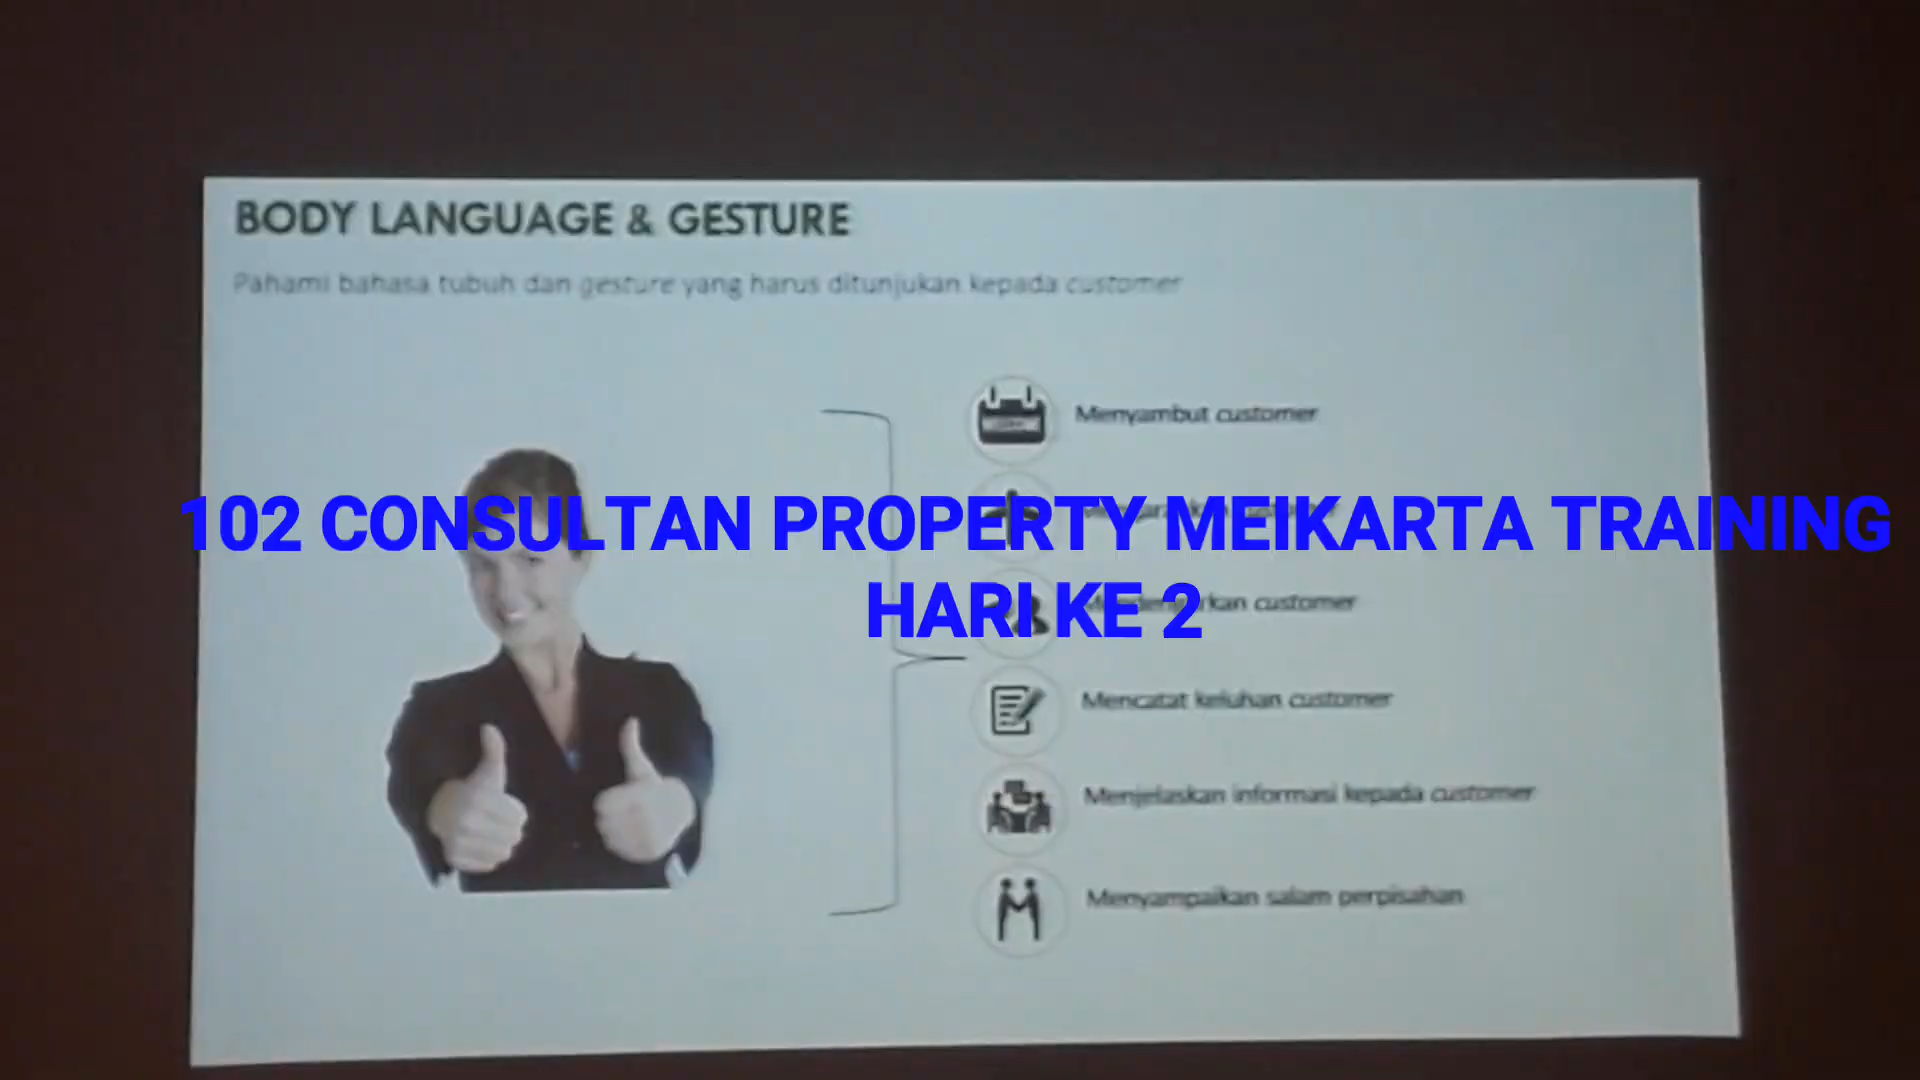 BODY LANGUAGE & GESTURE
Pahami bahasa tubuh dan gesture yang harus ditunjukan kepada customer
Menyambut customer
102 CONSULTAN PROPERTY MEIKARTA TRAINING
HARI KE 2
customer
Mencatat keluhan customer
Menjelaskan informasi kepada customer
Menyampaikan salam perpisahan